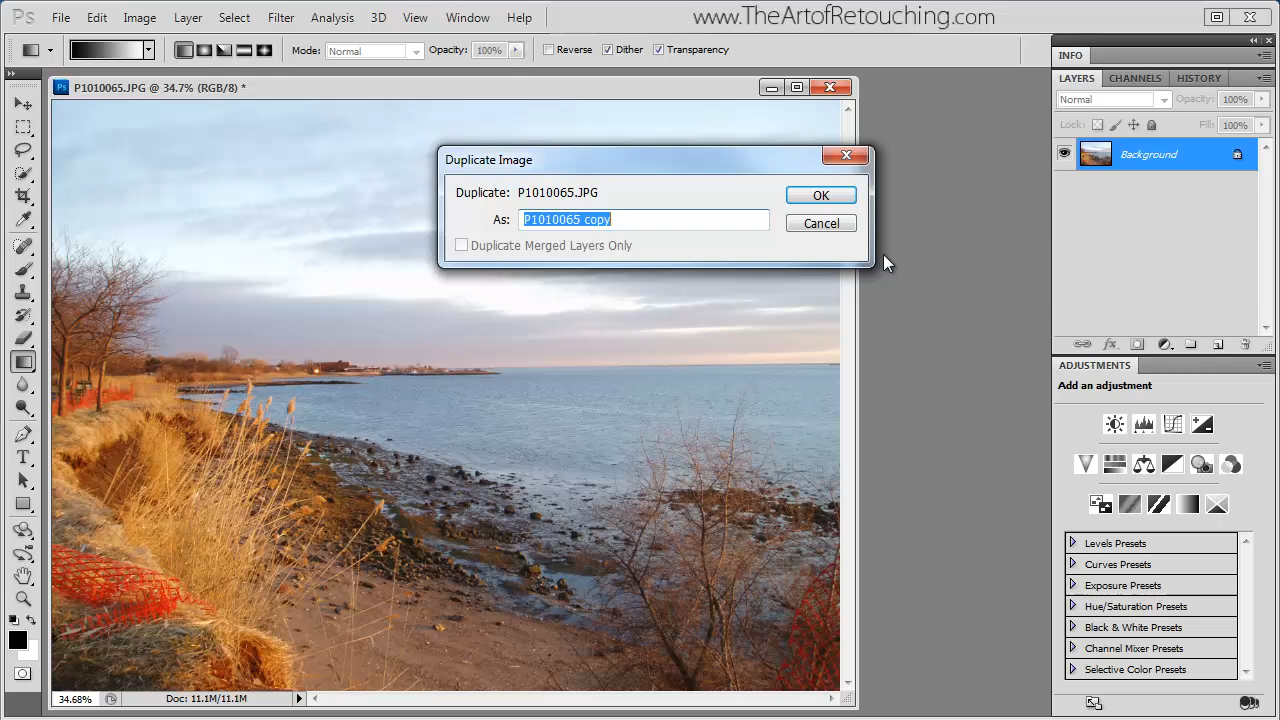 Ps File Edit Image Layer Select Filter Analysis 3D View Window Help www.TheArtofRetouching.com
Mode: Normal Opacity: 100% Reverse Dither Transparency
INFO
LAYERS CHANNELS HISTORY
Normal Opacity: 100%
Lock: Fill: 100%
Background
Ps P1010065.JPG @ 34.7% (RGB/8) *
Duplicate Image
Duplicate: P1010065.JPG OK
As: P1010065 copy Cancel
Duplicate Merged Layers Only
fx
ADJUSTMENTS
Add an adjustment
Levels Presets
Curves Presets
Exposure Presets
Hue/Saturation Presets
Black & White Presets
Channel Mixer Presets
Selective Color Presets
34.68% Doc: 11.1M/11.1M